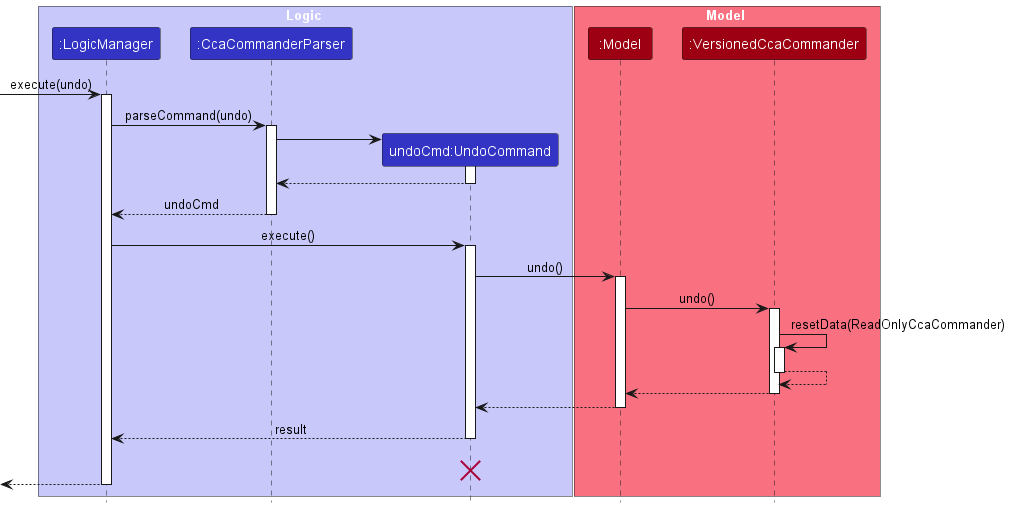 Logic
Model
:LogicManager
:CcaCommanderParser
:Model
:VersionedCcaCommander
execute(undo)
parseCommand(undo)
undoCmd:UndoCommand
undoCmd
execute()
undo()
undo()
resetData(ReadOnlyCcaCommander)
result